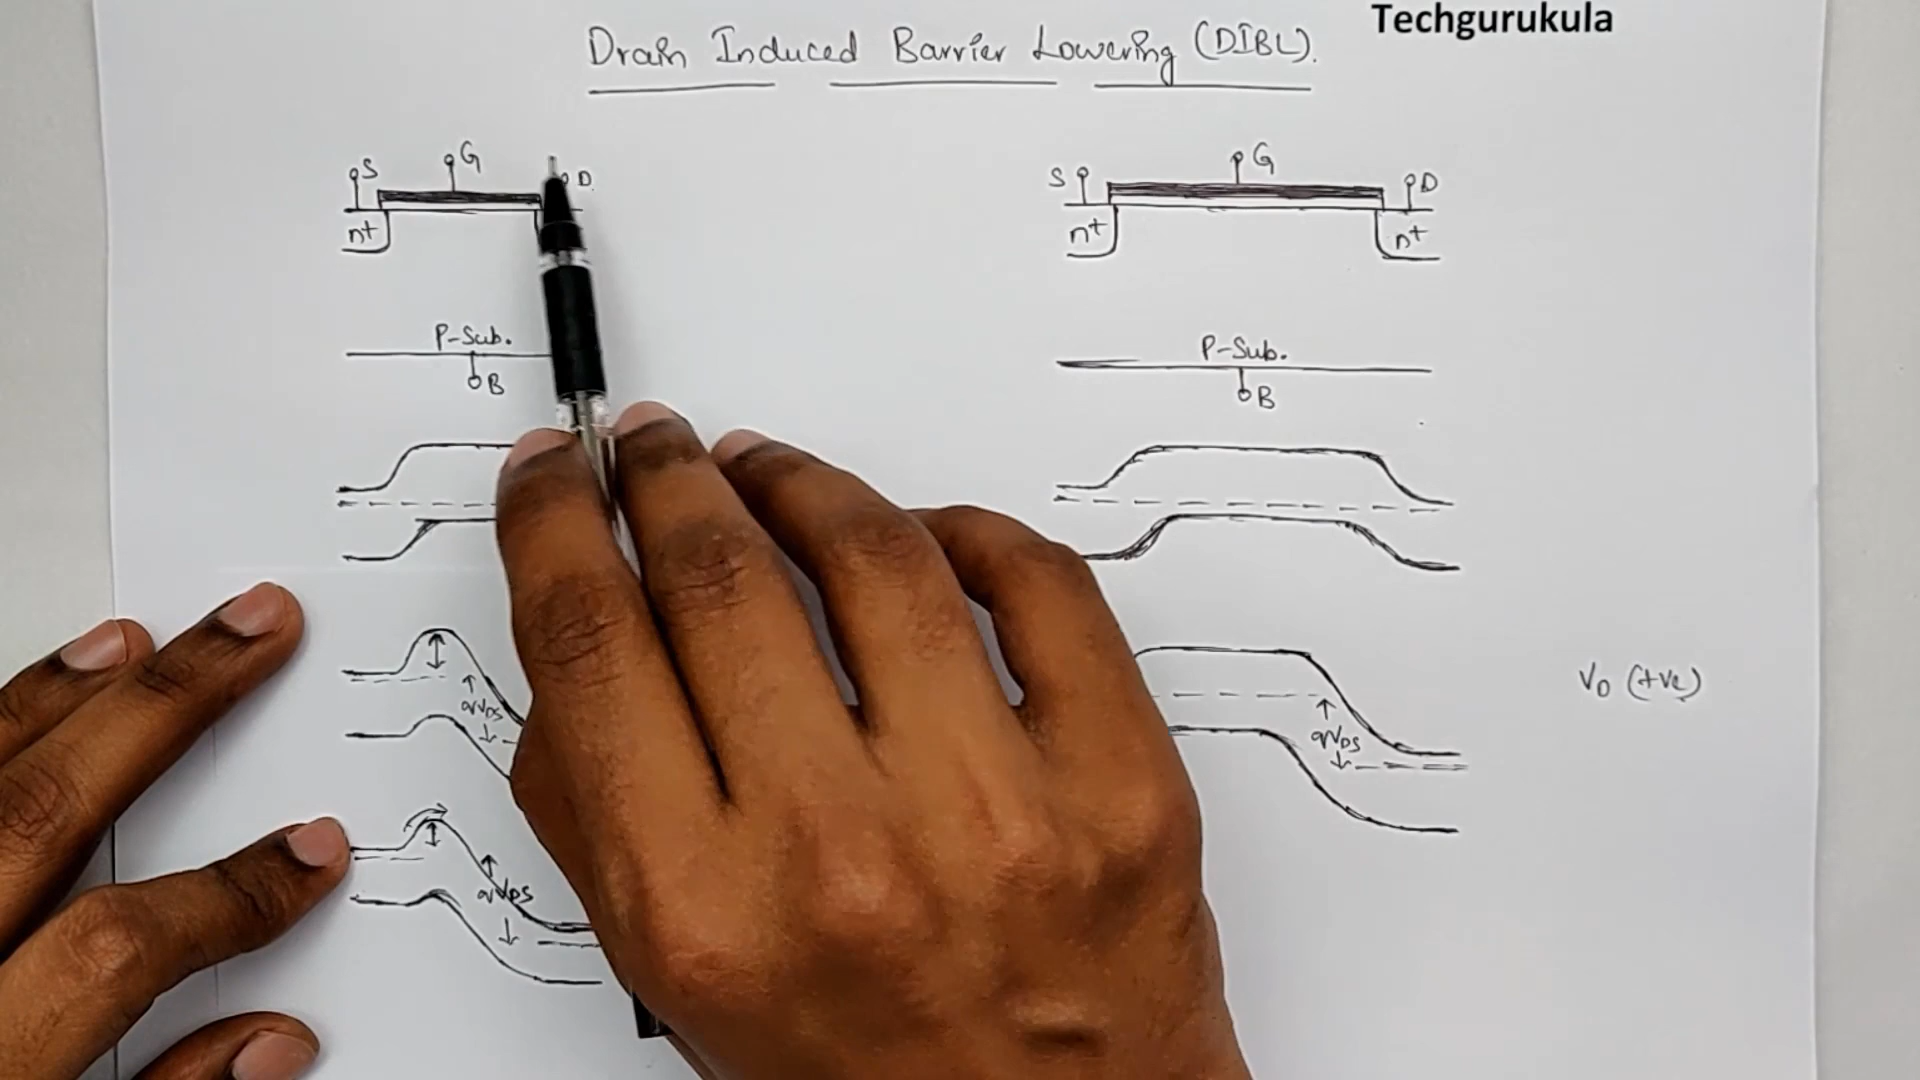 Techgurukula
Drain Induced Barrier Lowering (DIBL).
S G D
n+
P-Sub.
B
S G D
n+ n+
P-Sub.
B
qVDS
qVDS
VD (+ve)
qVDS